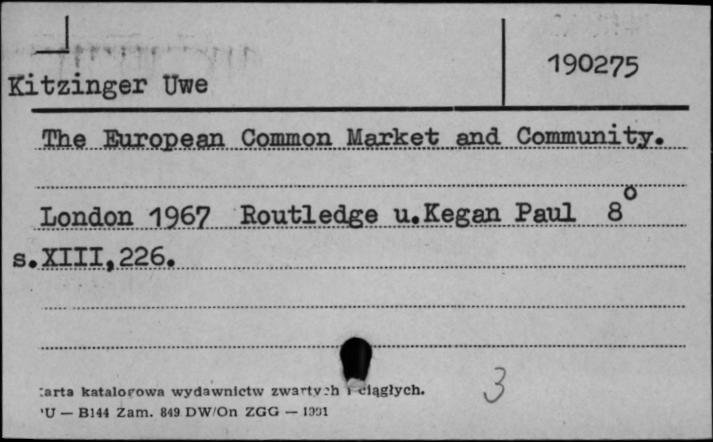 190275
Kitzinger Uwe
The European Common Market and Community.
London 1967 Routledge u.Kegan Paul 8°
s.XIII,226.
3
arta katalogowa wydawnictw zwartych i ciągłych.
U — B144 Zam. 849 DW/On ZGG —